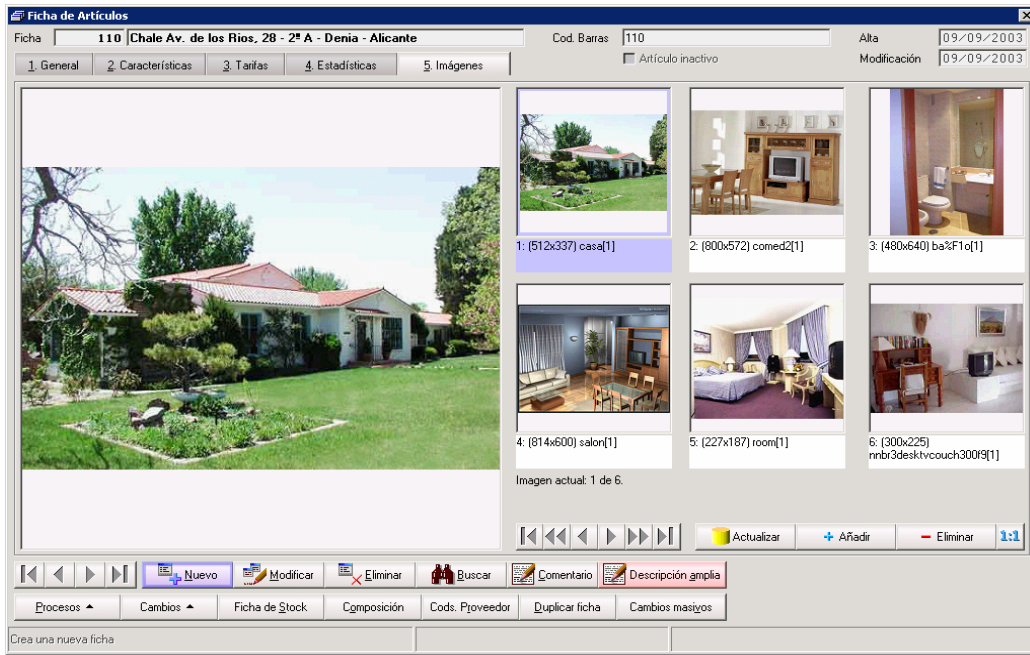 Ficha de Artículos
Ficha 110 Chale Av. de los Rios, 28 - 2ª A - Denia - Alicante Cod. Barras 110 Alta 09/09/2003
Artículo inactivo Modificación 09/09/2003
1. General 2. Características 3. Tarifas 4. Estadísticas 5. Imágenes
1: (512x337) casa[1] 2: (800x572) comed2[1] 3: (480x640) ba%F1o[1]
4: (814x600) salon[1] 5: (227x187) room[1] 6: (300x225)
nnbr3desktvcouch300f9[1]
Imagen actual: 1 de 6.
Actualizar Añadir Eliminar 1:1
Nuevo Modificar Eliminar Buscar Comentario Descripción amplia
Procesos Cambios Ficha de Stock Composición Cods. Proveedor Duplicar ficha Cambios masivos
Crea una nueva ficha